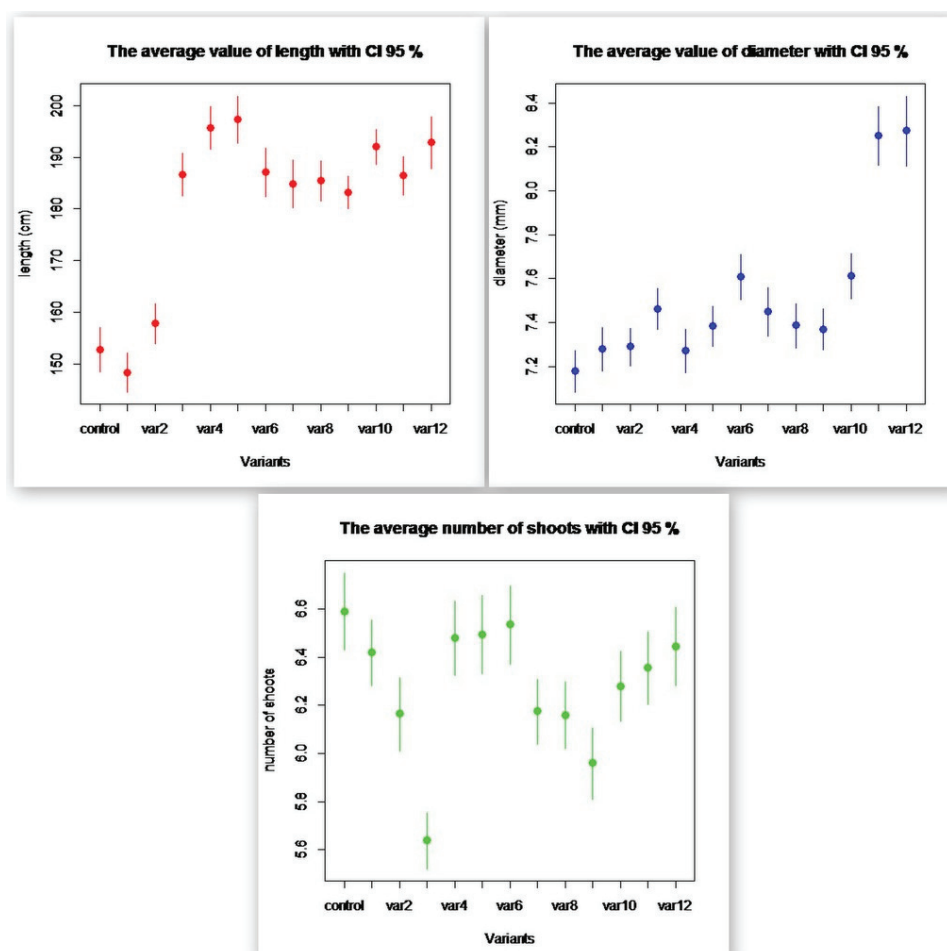 The average value of length with CI 95 %
length (cm)
200
190
180
170
160
150
control var2 var4 var6 var8 var10 var12
Variants
The average value of diameter with CI 95 %
diameter (mm)
8.4
8.2
8.0
7.8
7.6
7.4
7.2
control var2 var4 var6 var8 var10 var12
Variants
The average number of shoots with CI 95 %
number of shoots
6.6
6.4
6.2
6.0
5.8
5.6
control var2 var4 var6 var8 var10 var12
Variants